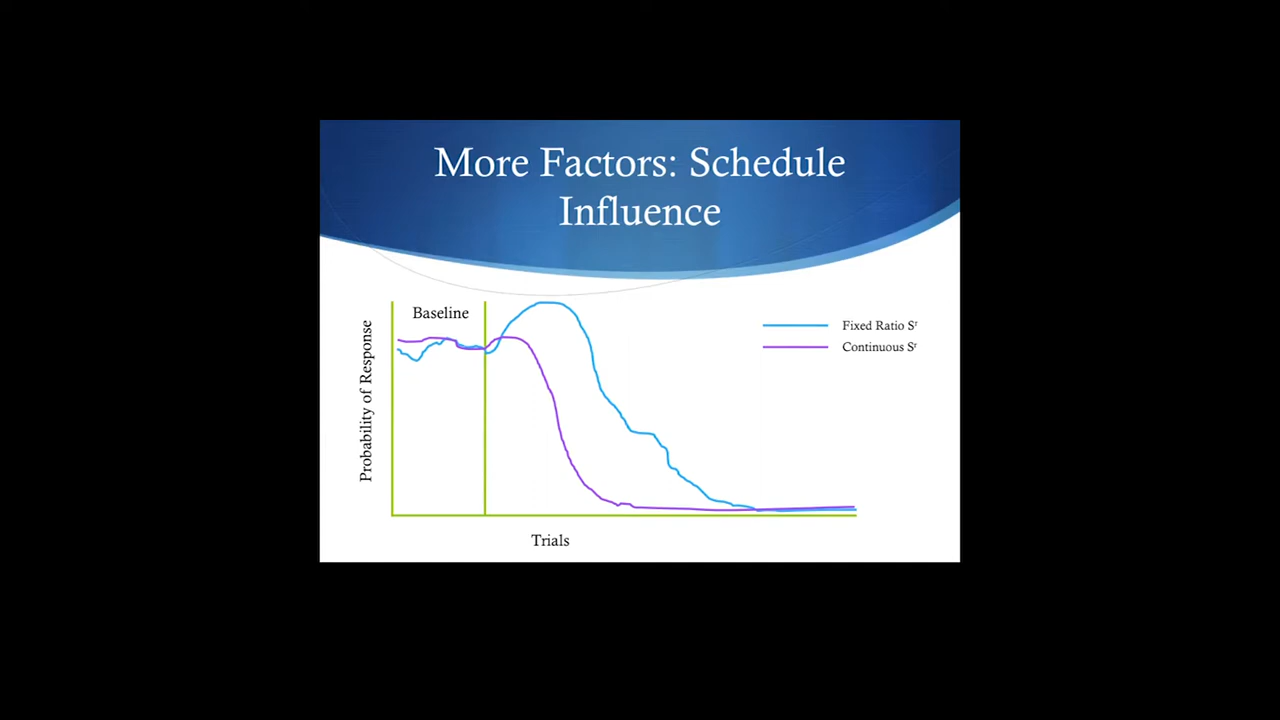 More Factors: Schedule
Influence
Baseline
Probability of Response
Trials
Fixed Ratio Sʳ
Continuous Sʳ